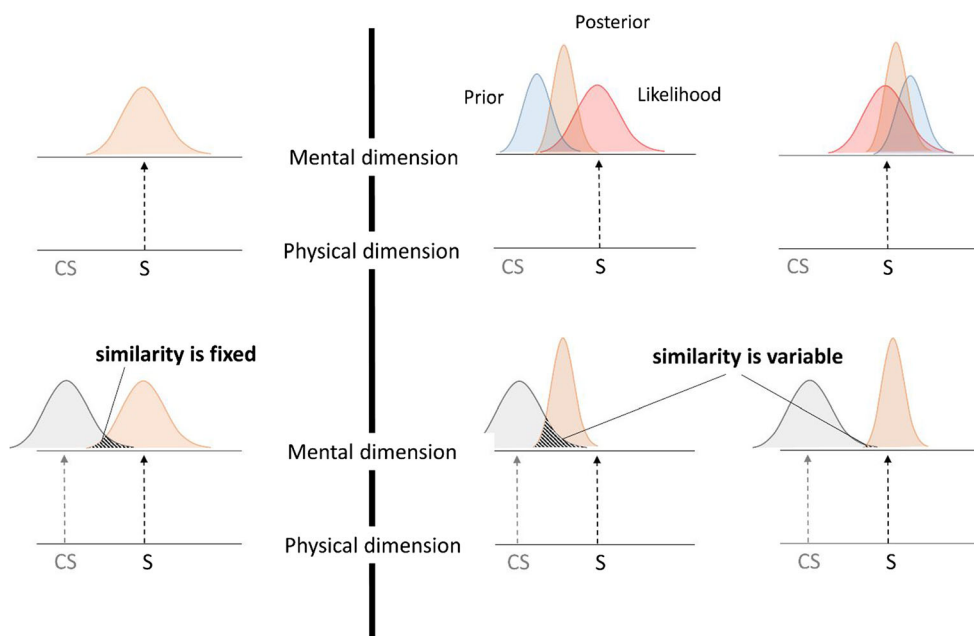 Posterior
Prior
Likelihood
Mental dimension
Physical dimension
CS S
CS S
CS S
similarity is fixed
similarity is variable
Mental dimension
Physical dimension
CS S
CS S
CS S